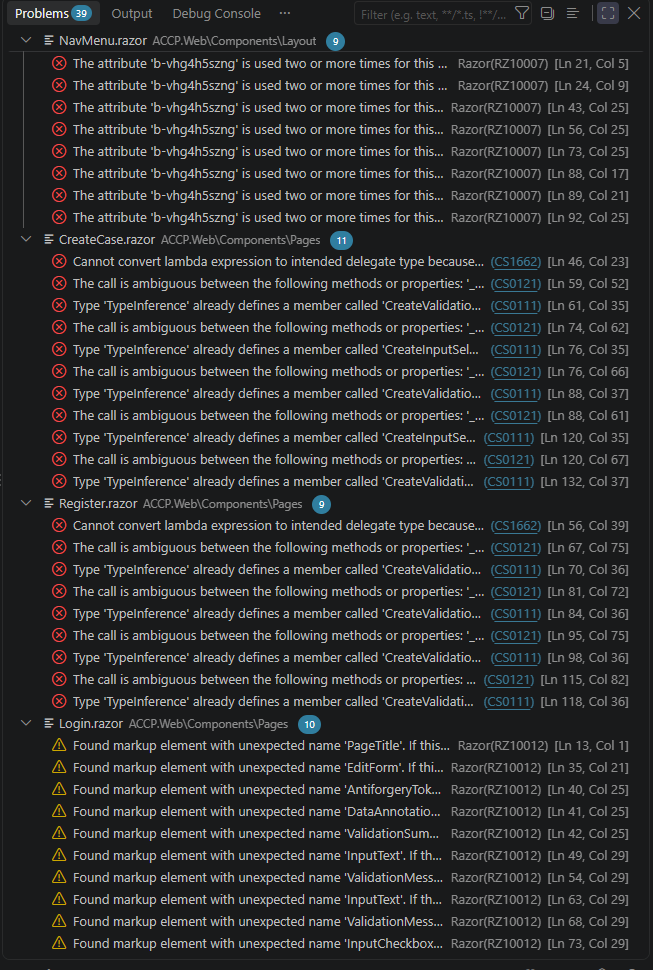 Problems 39 Output Debug Console ··· Filter (e.g. text, **/*.ts, !**/...
NavMenu.razor ACCP.Web\Components\Layout 9
The attribute 'b-vhg4h5szng' is used two or more times for this ... Razor(RZ10007) [Ln 21, Col 5]
The attribute 'b-vhg4h5szng' is used two or more times for this ... Razor(RZ10007) [Ln 24, Col 9]
The attribute 'b-vhg4h5szng' is used two or more times for this... Razor(RZ10007) [Ln 43, Col 25]
The attribute 'b-vhg4h5szng' is used two or more times for this... Razor(RZ10007) [Ln 56, Col 25]
The attribute 'b-vhg4h5szng' is used two or more times for this... Razor(RZ10007) [Ln 73, Col 25]
The attribute 'b-vhg4h5szng' is used two or more times for this... Razor(RZ10007) [Ln 88, Col 17]
The attribute 'b-vhg4h5szng' is used two or more times for this... Razor(RZ10007) [Ln 89, Col 21]
The attribute 'b-vhg4h5szng' is used two or more times for this... Razor(RZ10007) [Ln 92, Col 25]
CreateCase.razor ACCP.Web\Components\Pages 11
Cannot convert lambda expression to intended delegate type because... (CS1662) [Ln 46, Col 23]
The call is ambiguous between the following methods or properties: '_... (CS0121) [Ln 59, Col 52]
Type 'TypeInference' already defines a member called 'CreateValidatio... (CS0111) [Ln 61, Col 35]
The call is ambiguous between the following methods or properties: '_... (CS0121) [Ln 74, Col 62]
Type 'TypeInference' already defines a member called 'CreateInputSel... (CS0111) [Ln 76, Col 35]
The call is ambiguous between the following methods or properties: '_... (CS0121) [Ln 76, Col 66]
Type 'TypeInference' already defines a member called 'CreateValidatio... (CS0111) [Ln 88, Col 37]
The call is ambiguous between the following methods or properties: '_... (CS0121) [Ln 88, Col 61]
Type 'TypeInference' already defines a member called 'CreateInputSe... (CS0111) [Ln 120, Col 35]
The call is ambiguous between the following methods or properties: ... (CS0121) [Ln 120, Col 67]
Type 'TypeInference' already defines a member called 'CreateValidati... (CS0111) [Ln 132, Col 37]
Register.razor ACCP.Web\Components\Pages 9
Cannot convert lambda expression to intended delegate type because... (CS1662) [Ln 56, Col 39]
The call is ambiguous between the following methods or properties: '_... (CS0121) [Ln 67, Col 75]
Type 'TypeInference' already defines a member called 'CreateValidatio... (CS0111) [Ln 70, Col 36]
The call is ambiguous between the following methods or properties: '_... (CS0121) [Ln 81, Col 72]
Type 'TypeInference' already defines a member called 'CreateValidatio... (CS0111) [Ln 84, Col 36]
The call is ambiguous between the following methods or properties: '_... (CS0121) [Ln 95, Col 75]
Type 'TypeInference' already defines a member called 'CreateValidatio... (CS0111) [Ln 98, Col 36]
The call is ambiguous between the following methods or properties: ... (CS0121) [Ln 115, Col 82]
Type 'TypeInference' already defines a member called 'CreateValidati... (CS0111) [Ln 118, Col 36]
Login.razor ACCP.Web\Components\Pages 10
Found markup element with unexpected name 'PageTitle'. If this... Razor(RZ10012) [Ln 13, Col 1]
Found markup element with unexpected name 'EditForm'. If thi... Razor(RZ10012) [Ln 35, Col 21]
Found markup element with unexpected name 'AntiforgeryTok... Razor(RZ10012) [Ln 40, Col 25]
Found markup element with unexpected name 'DataAnnotatio... Razor(RZ10012) [Ln 41, Col 25]
Found markup element with unexpected name 'ValidationSum... Razor(RZ10012) [Ln 42, Col 25]
Found markup element with unexpected name 'InputText'. If th... Razor(RZ10012) [Ln 49, Col 29]
Found markup element with unexpected name 'ValidationMess... Razor(RZ10012) [Ln 54, Col 29]
Found markup element with unexpected name 'InputText'. If th... Razor(RZ10012) [Ln 63, Col 29]
Found markup element with unexpected name 'ValidationMess... Razor(RZ10012) [Ln 68, Col 29]
Found markup element with unexpected name 'InputCheckbox... Razor(RZ10012) [Ln 73, Col 29]